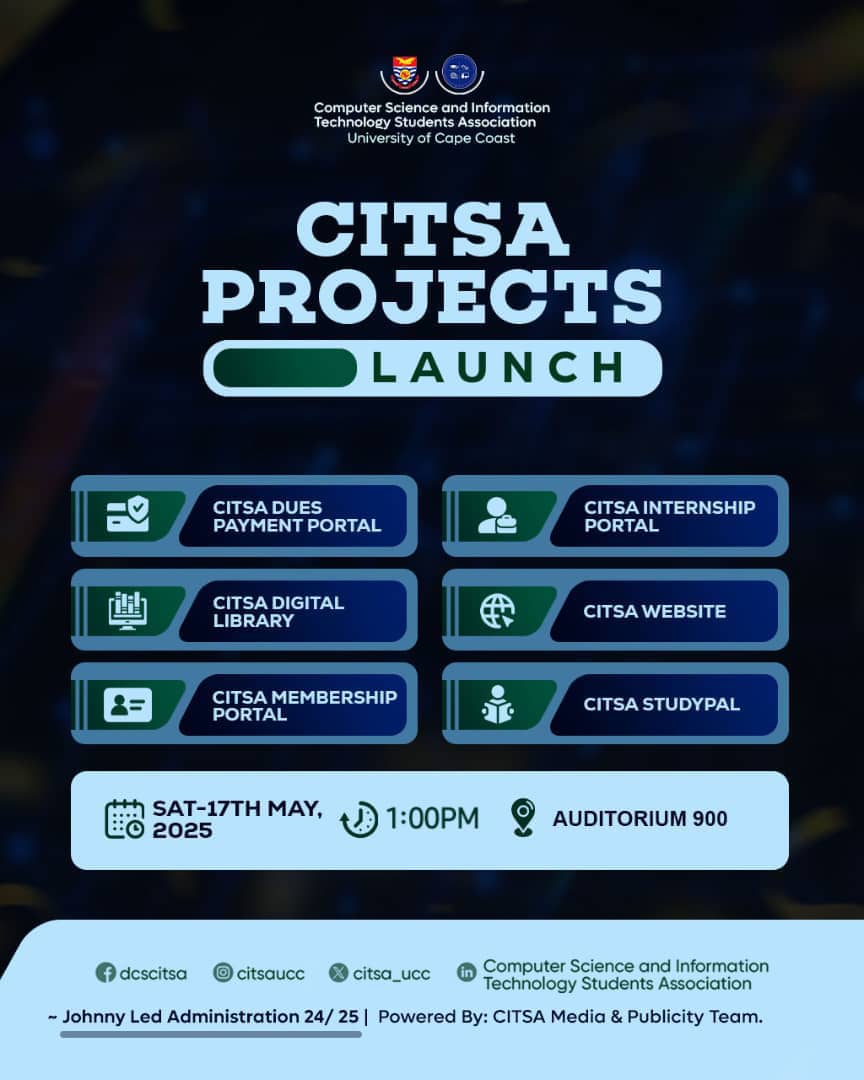 Computer Science and Information
Technology Students Association
University of Cape Coast
CITSA
PROJECTS
LAUNCH
CITSA DUES
PAYMENT PORTAL
CITSA INTERNSHIP
PORTAL
CITSA DIGITAL
LIBRARY
CITSA WEBSITE
CITSA MEMBERSHIP
PORTAL
CITSA STUDYPAL
SAT-17TH MAY,
2025
1:00PM
AUDITORIUM 900
dcscitsa
citsaucc
citsa_ucc
Computer Science and Information
Technology Students Association
~ Johnny Led Administration 24/ 25 | Powered By: CITSA Media & Publicity Team.